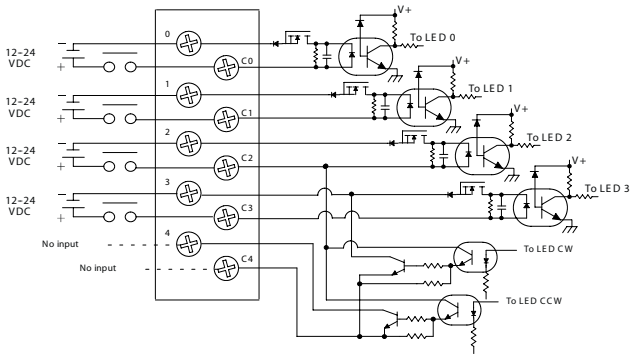 V+
To LED 0
0
−
12–24
VDC
+
C0
V+
To LED 1
1
−
12–24
VDC
+
C1
V+
To LED 2
2
−
12–24
VDC
+
C2
V+
To LED 3
3
−
12–24
VDC
+
C3
No input
4
No input
C4
To LED CW
To LED CCW